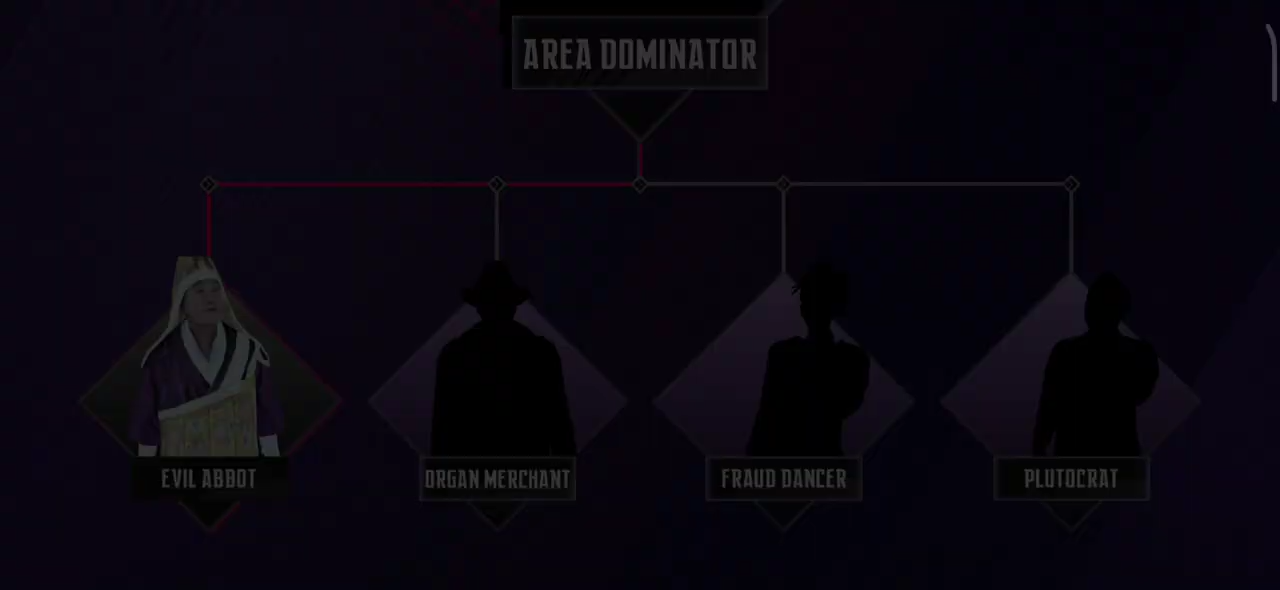 AREA DOMINATOR
EVIL ABBOT
ORGAN MERCHANT
FRAUD DANCER
PLUTOCRAT